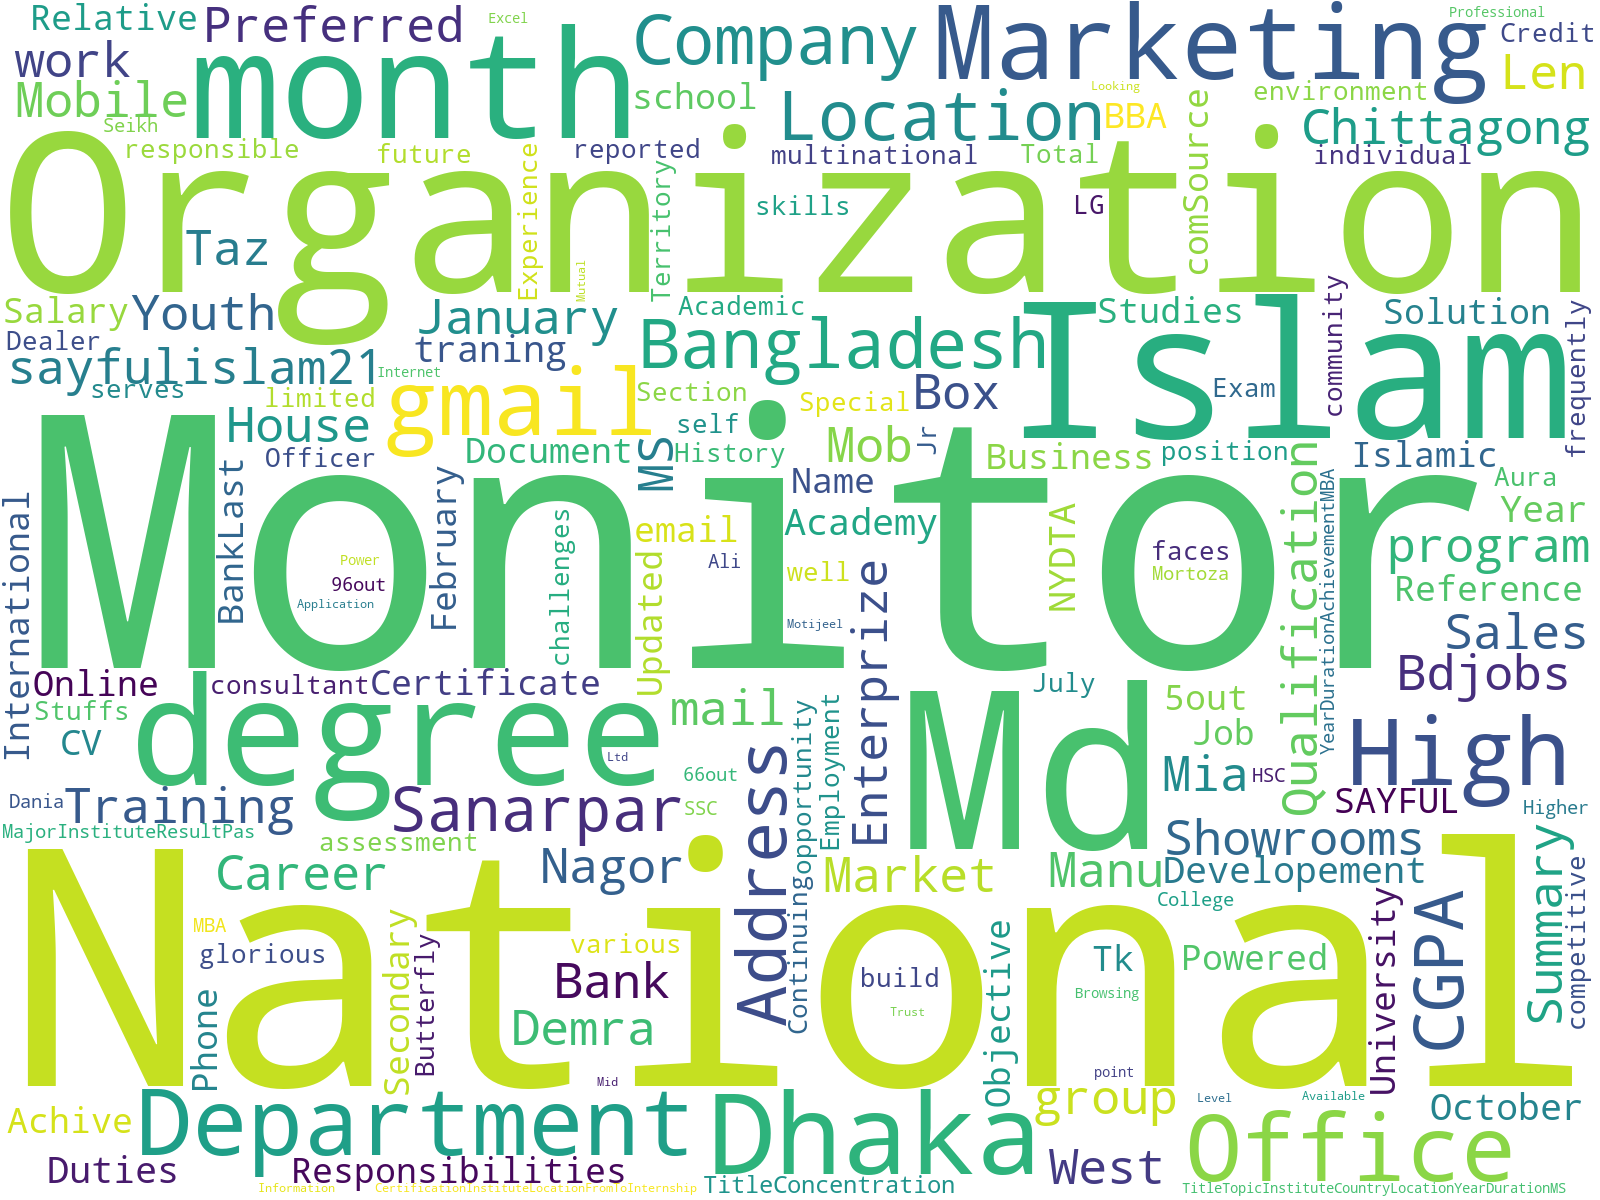 Relative
Preferred
Excel
month
Company
Marketing
Professional
Credit
work
Len
Mobile
school
Looking
Location
BBA
environment
comSource
Chittagong
Seikh
responsible
future
Experience
reported
Territory
multinational
Total
individual
Organization
skills
LG
Taz
Mutual
Salary
Youth
January
Academic
Studies
Solution
community
frequently
Dealer
traning
Bangladesh
Islam
sayfulislam21
Internet
serves
limited
gmail
Section
Special
Box
Exam
House
self
Mob
Jr
Officer
Document
MS
History
Business
position
Islamic
Qualification
Monitor
International
BankLast
February
challenges
Name
Aura
Year
Academy
NYDTA
email
YearDurationAchievementMBA
program
Power
96out
Application
Ali
well
faces
Mortoza
Reference
Updated
Enterprize
Motijeel
Sales
Online
consultant
Certificate
July
Bdjobs
Stuffs
degree
mail
Md
5out
CV
Ltd
Address
opportunity
Employment
Job
High
66out
Mia
HSC
Dania
Training
Sanarpar
SSC
SAYFUL
Higher
MajorInstituteResultPas
assessment
Showrooms
Summary
Career
Nagor
Market
Manu
Developement
competitive
National
College
CGPA
University
MBA
Secondary
Butterfly
glorious
various
Continuing
Objective
Tk
Powered
Phone
Bank
build
Browsing
Demra
Trust
Mid
point
Achive
Department
Dhaka
group
Level
Available
October
Office
Duties
Responsibilities
West
Information
CertificationInstituteLocationFromToInternship
TitleConcentration
TitleTopicInstituteCountryLocationYearDurationMS